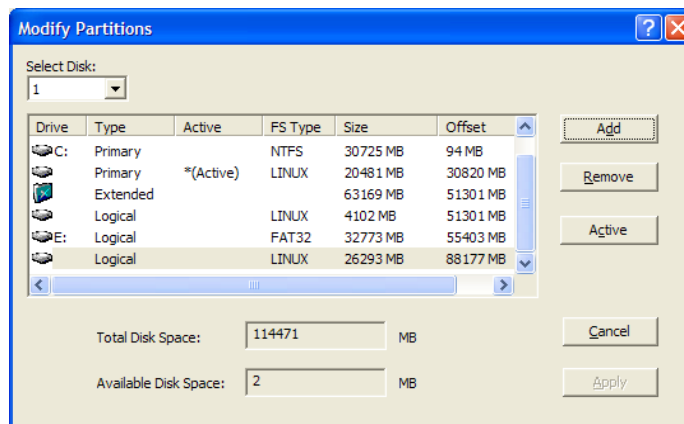 Modify Partitions
Select Disk:
1
Drive Type Active FS Type Size Offset
C: Primary NTFS 30725 MB 94 MB
Primary *(Active) LINUX 20481 MB 30820 MB
Extended 63169 MB 51301 MB
Logical LINUX 4102 MB 51301 MB
E: Logical FAT32 32773 MB 55403 MB
Logical LINUX 26293 MB 88177 MB
Add
Remove
Active
Total Disk Space: 114471 MB
Cancel
Available Disk Space: 2 MB
Apply